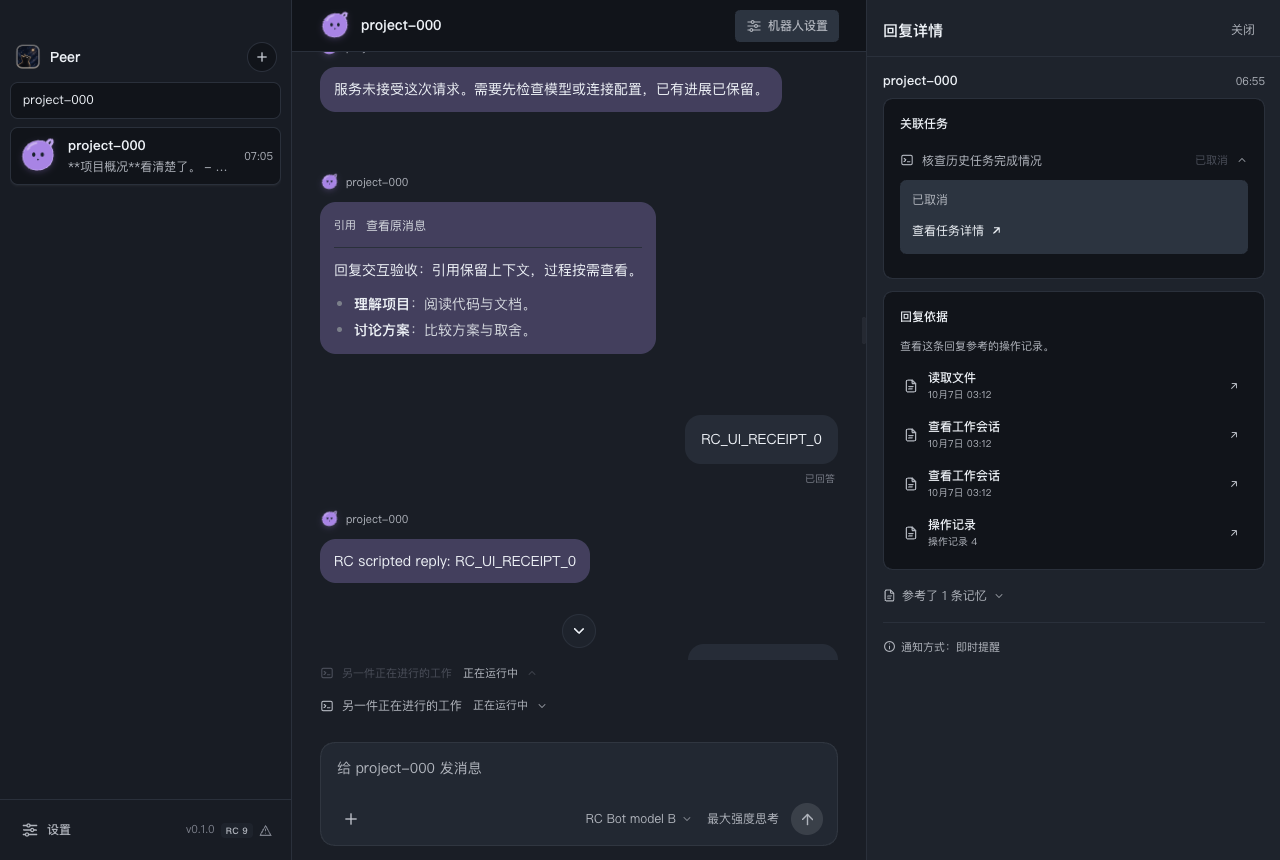 Peer
project-000
project-000
07:05
**项目概况**看清楚了。 – …
设置
v0.1.0
RC 9
project-000
机器人设置
服务未接受这次请求。需要先检查模型或连接配置，已有进展已保留。
project-000
引用 查看原消息
回复交互验收：引用保留上下文，过程按需查看。
理解项目：阅读代码与文档。
讨论方案：比较方案与取舍。
RC_UI_RECEIPT_0
已回答
project-000
RC scripted reply: RC_UI_RECEIPT_0
另一件正在进行的工作 正在运行中
另一件正在进行的工作 正在运行中
给 project-000 发消息
RC Bot model B
最大强度思考
回复详情
关闭
project-000
06:55
关联任务
核查历史任务完成情况
已取消
已取消
查看任务详情
回复依据
查看这条回复参考的操作记录。
读取文件
10月7日 03:12
查看工作会话
10月7日 03:12
查看工作会话
10月7日 03:12
操作记录
操作记录 4
参考了 1 条记忆
通知方式：即时提醒